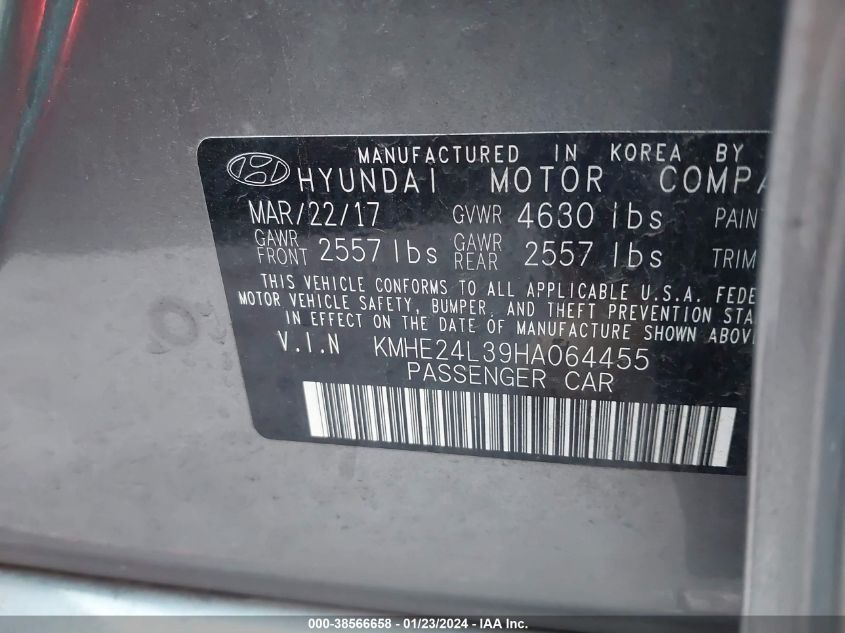 MANUFACTURED IN KOREA BY
HYUNDAI MOTOR COMPA
MAR/22/17 GVWR 4630 lbs PAIN
GAWR FRONT 2557 lbs GAWR REAR 2557 lbs TRIM
THIS VEHICLE CONFORMS TO ALL APPLICABLE U.S.A. FEDE
MOTOR VEHICLE SAFETY, BUMPER, AND THEFT PREVENTION STA
IN EFFECT ON THE DATE OF MANUFACTURE SHOWN ABOV
V.I.N KMHE24L39HA064455
PASSENGER CAR
000-38566658 - 01/23/2024 - IAA Inc.